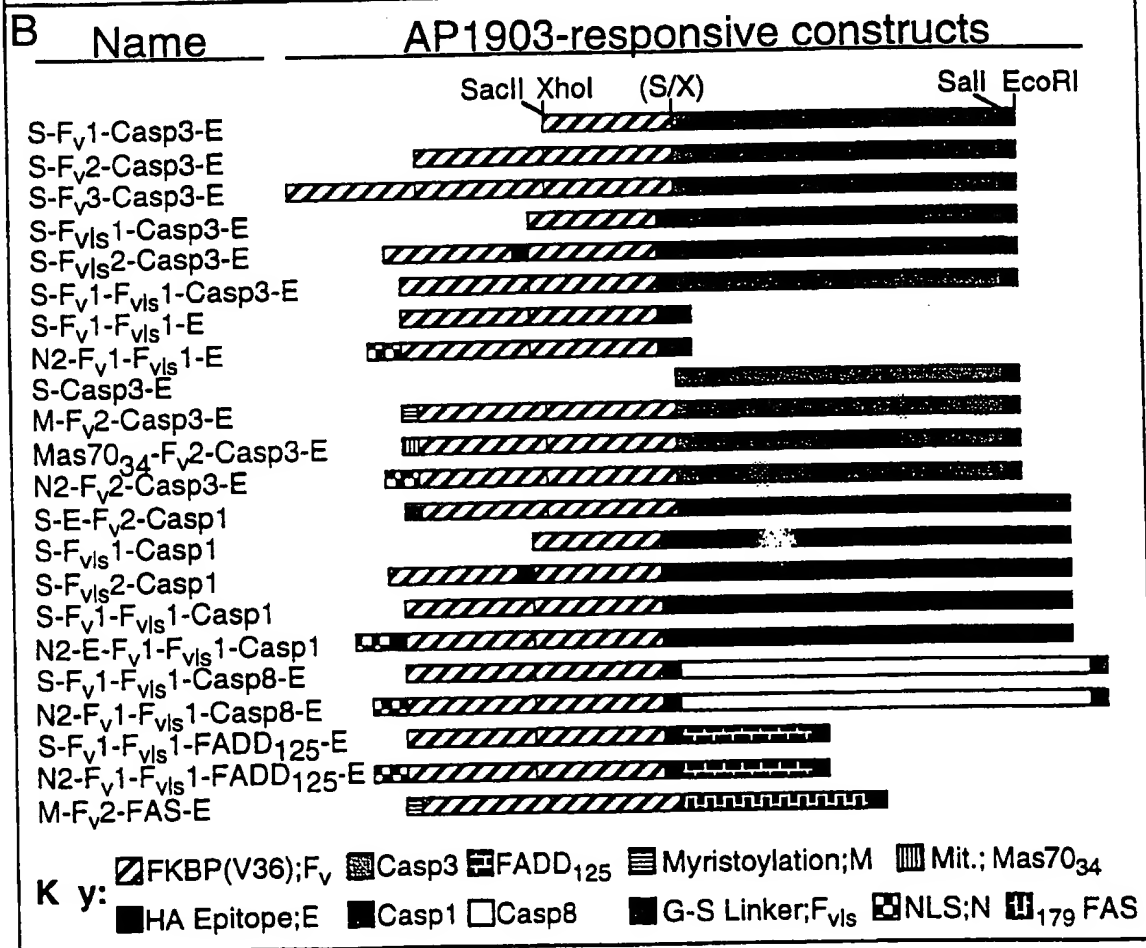 B Name AP1903-responsive constructs
SacII XhoI (S/X) SalI EcoRI
S-Fv1-Casp3-E
S-Fv2-Casp3-E
S-Fv3-Casp3-E
S-Fvls1-Casp3-E
S-Fvls2-Casp3-E
S-Fv1-Fvls1-Casp3-E
S-Fv1-Fvls1-E
N2-Fv1-Fvls1-E
S-Casp3-E
M-Fv2-Casp3-E
Mas7034-Fv2-Casp3-E
N2-Fv2-Casp3-E
S-E-Fv2-Casp1
S-Fvls1-Casp1
S-Fvls2-Casp1
S-Fv1-Fvls1-Casp1
N2-E-Fv1-Fvls1-Casp1
S-Fv1-Fvls1-Casp8-E
N2-Fv1-Fvls1-Casp8-E
S-Fv1-Fvls1-FADD125-E
N2-Fv1-Fvls1-FADD125-E
M-Fv2-FAS-E
K y:
FKBP(V36);Fv Casp3 FADD125 Myristoylation;M Mit.; Mas7034
HA Epitope;E Casp1 Casp8 G-S Linker;Fvls NLS;N 179 FAS